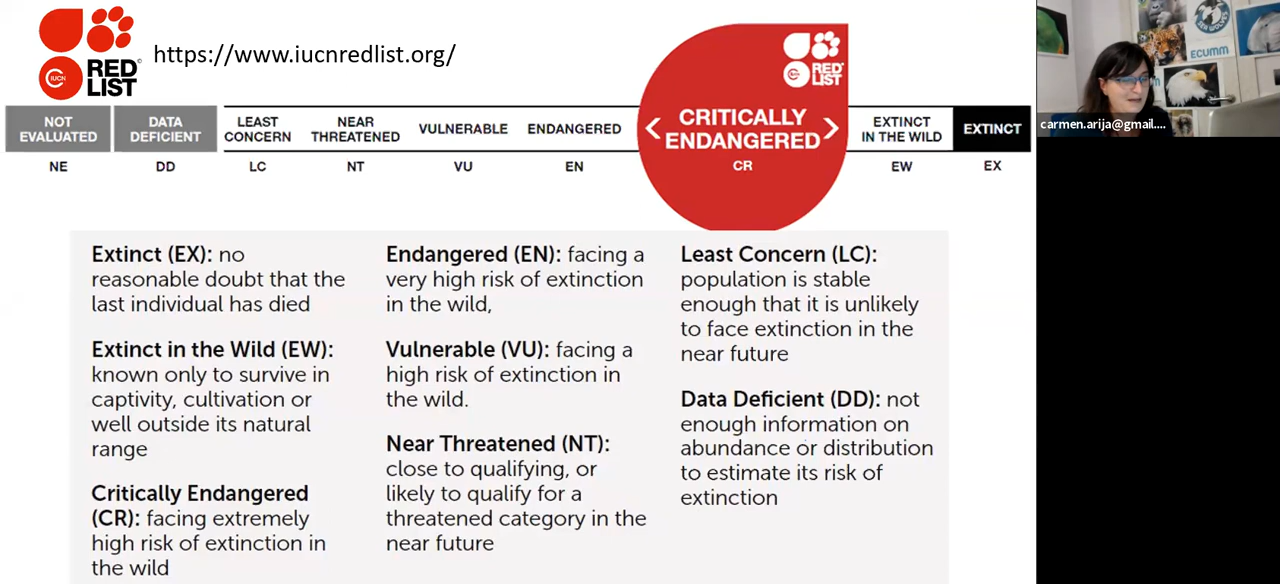 RED
LIST
IUCN
https://www.iucnredlist.org/
NOT
EVALUATED
NE
DATA
DEFICIENT
DD
LEAST
CONCERN
LC
NEAR
THREATENED
NT
VULNERABLE
VU
ENDANGERED
EN
RED
LIST
< CRITICALLY
ENDANGERED >
CR
EXTINCT
IN THE WILD
EW
EXTINCT
EX
Extinct (EX): no
reasonable doubt that the
last individual has died
Extinct in the Wild (EW):
known only to survive in
captivity, cultivation or
well outside its natural
range
Critically Endangered
(CR): facing extremely
high risk of extinction in
the wild
Endangered (EN): facing a
very high risk of extinction
in the wild,
Vulnerable (VU): facing a
high risk of extinction in
the wild.
Near Threatened (NT):
close to qualifying, or
likely to qualify for a
threatened category in the
near future
Least Concern (LC):
population is stable
enough that it is unlikely
to face extinction in the
near future
Data Deficient (DD): not
enough information on
abundance or distribution
to estimate its risk of
extinction
ECUMM
carmen.arija@gmail....